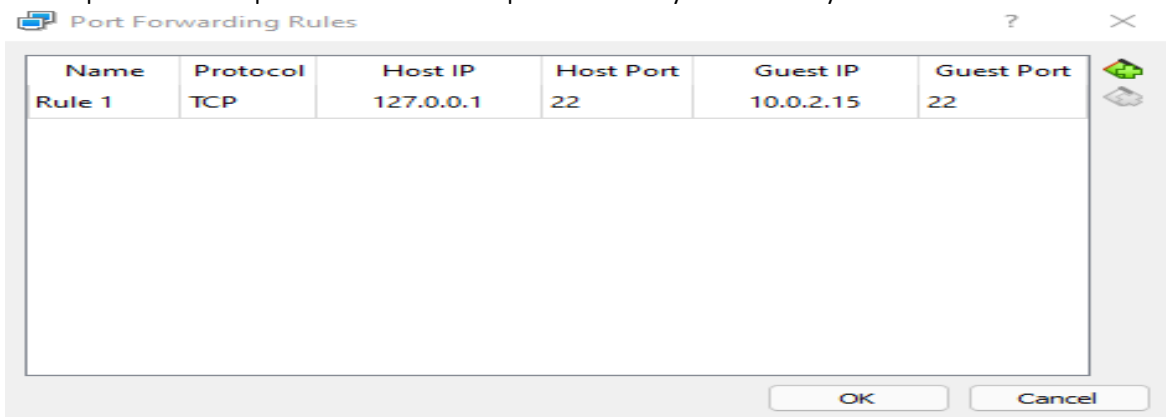 Port Forwarding Rules ?
Name Protocol Host IP Host Port Guest IP Guest Port
Rule 1 TCP 127.0.0.1 22 10.0.2.15 22
OK Cancel